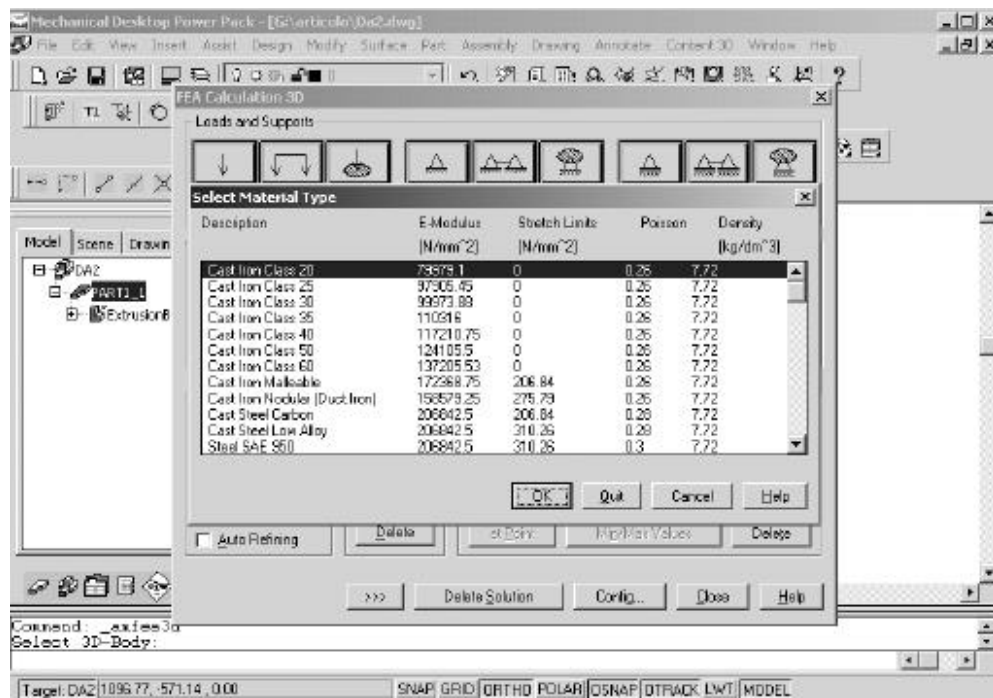 Mechanical Desktop Power Pack - [G:\articulo\Da2.dwg]
File Edit View Insert Assist Design Modify Surface Part Assembly Drawing Annotate Content 3D Window Help
FEA Calculation 3D
Loads and Supports
Select Material Type
Description E-Modulus Stretch Limits Poisson Density
[N/mm^2] [N/mm^2] [kg/dm^3]
Cast Iron Class 20 79979.1 0 0.26 7.72
Cast Iron Class 25 97905.45 0 0.26 7.72
Cast Iron Class 30 99973.88 0 0.26 7.72
Cast Iron Class 35 110316 0 0.26 7.72
Cast Iron Class 40 117210.75 0 0.26 7.72
Cast Iron Class 50 124105.5 0 0.26 7.72
Cast Iron Class 60 137205.53 0 0.26 7.72
Cast Iron Malleable 172368.75 206.84 0.26 7.72
Cast Iron Nodular (Duct.Iron) 158579.25 275.79 0.26 7.72
Cast Steel Carbon 206842.5 206.84 0.28 7.72
Cast Steel Low Alloy 206842.5 310.26 0.28 7.72
Steel SAE 950 206842.5 310.26 0.3 7.72
OK Quit Cancel Help
Model Scene Drawin
DA2
PART1_1
ExtrusionB
Auto Refining Delete st Point Min/Max Values Delete
>>> Delete Solution Config... Close Help
Command: _amfea3d
Select 3D-Body:
Target: DA2 1096.77, -571.14 , 0.00 SNAP GRID ORTHO POLAR OSNAP OTRACK LWT MODEL